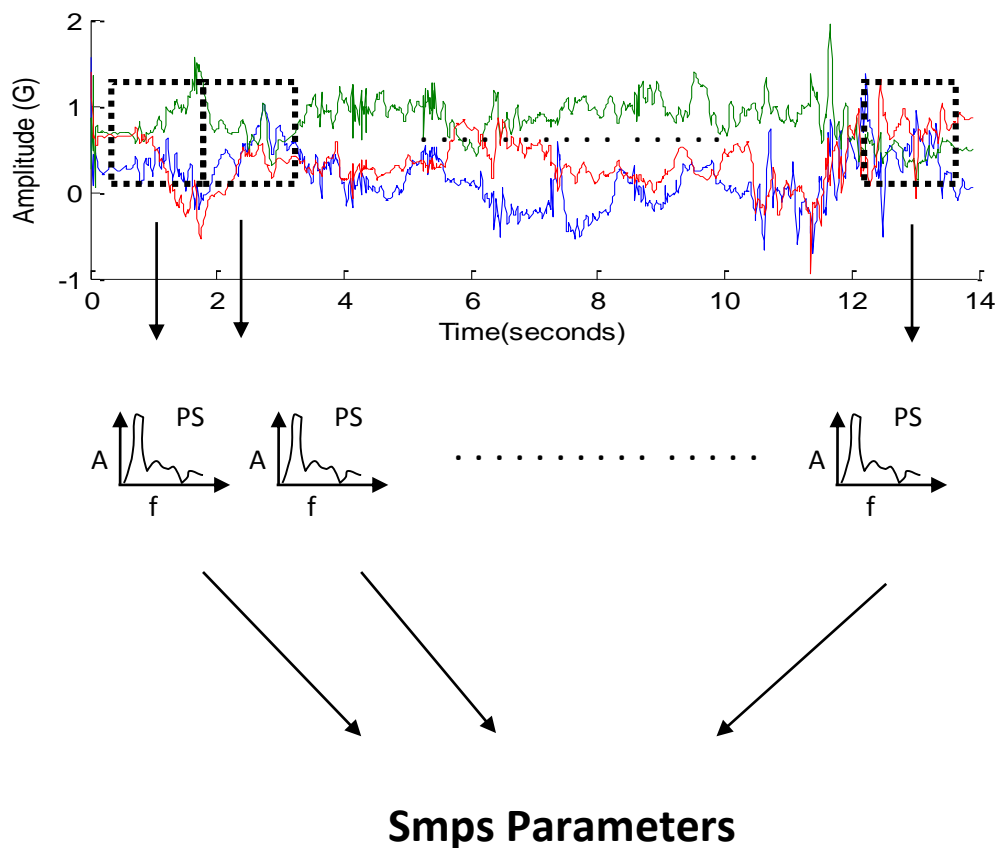 2
1
0
-1
Amplitude (G)
0 2 4 6 8 10 12 14
Time(seconds)
PS PS PS
A A A
f f f
Smps Parameters